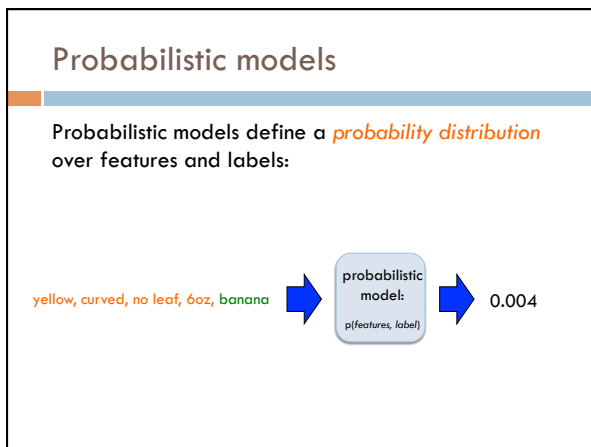 Probabilistic models
Probabilistic models define a probability distribution
over features and labels:
yellow, curved, no leaf, 6oz, banana
probabilistic
model:
p(features, label)
0.004